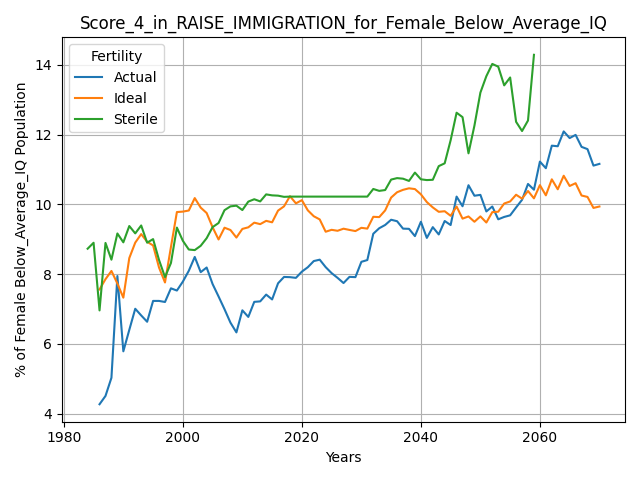 Score_4_in_RAISE_IMMIGRATION_for_Female_Below_Average_IQ
Fertility
Actual
Ideal
Sterile
% of Female Below_Average_IQ Population
14
12
10
8
6
4
1980
2000
2020
2040
2060
Years